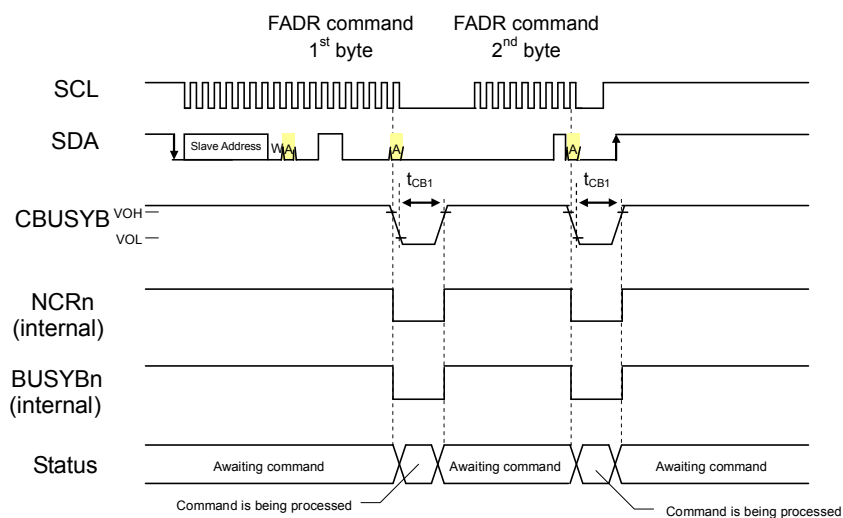 FADR command
1st byte
FADR command
2nd byte
SCL
SDA
Slave Address
W
A
A
A
tCB1
tCB1
CBUSYB
VOH
VOL
NCRn
(internal)
BUSYBn
(internal)
Status
Awaiting command
Awaiting command
Awaiting command
Command is being processed
Command is being processed